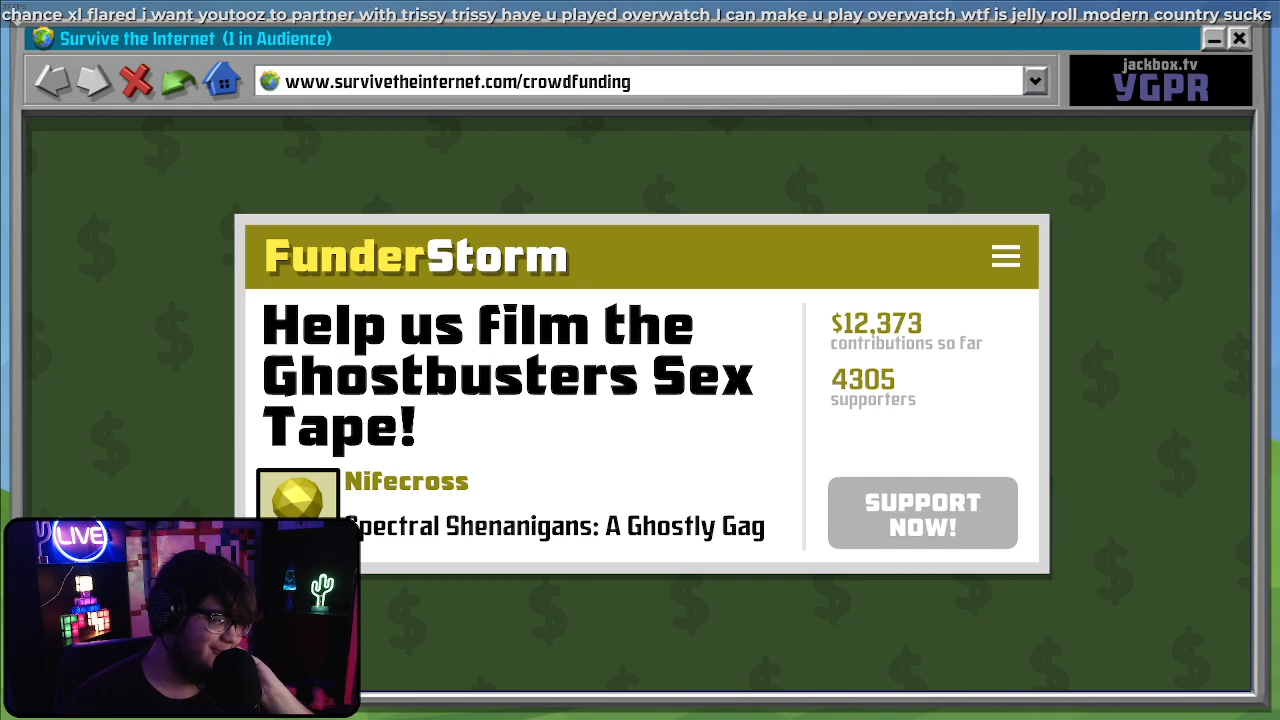 chance xl flared i want youtooz to partner with trissy trissy have u played overwatch I can make u play overwatch wtf is jelly roll modern country sucks
Survive the Internet (1 in Audience)
www.survivetheinternet.com/crowdfunding
jackbox.tv
YGPR
FunderStorm
Help us film the
Ghostbusters Sex
Tape!
$12,373
contributions so far
4305
supporters
Nifecross
Spectral Shenanigans: A Ghostly Gag
SUPPORT
NOW!
LIVE